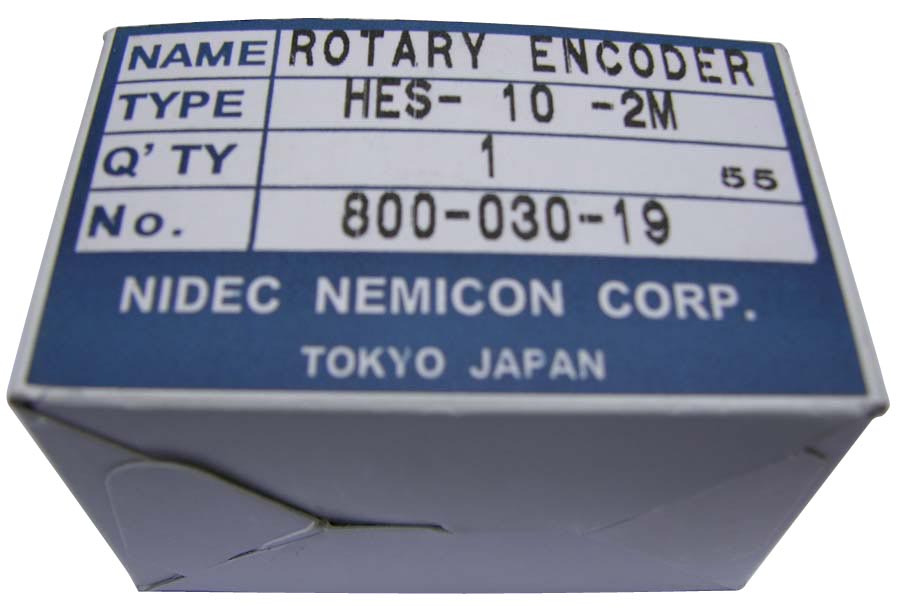 NAME ROTARY ENCODER
TYPE HES- 10 -2M
Q'TY 1 55
No. 800-030-19
NIDEC NEMICON CORP.
TOKYO JAPAN